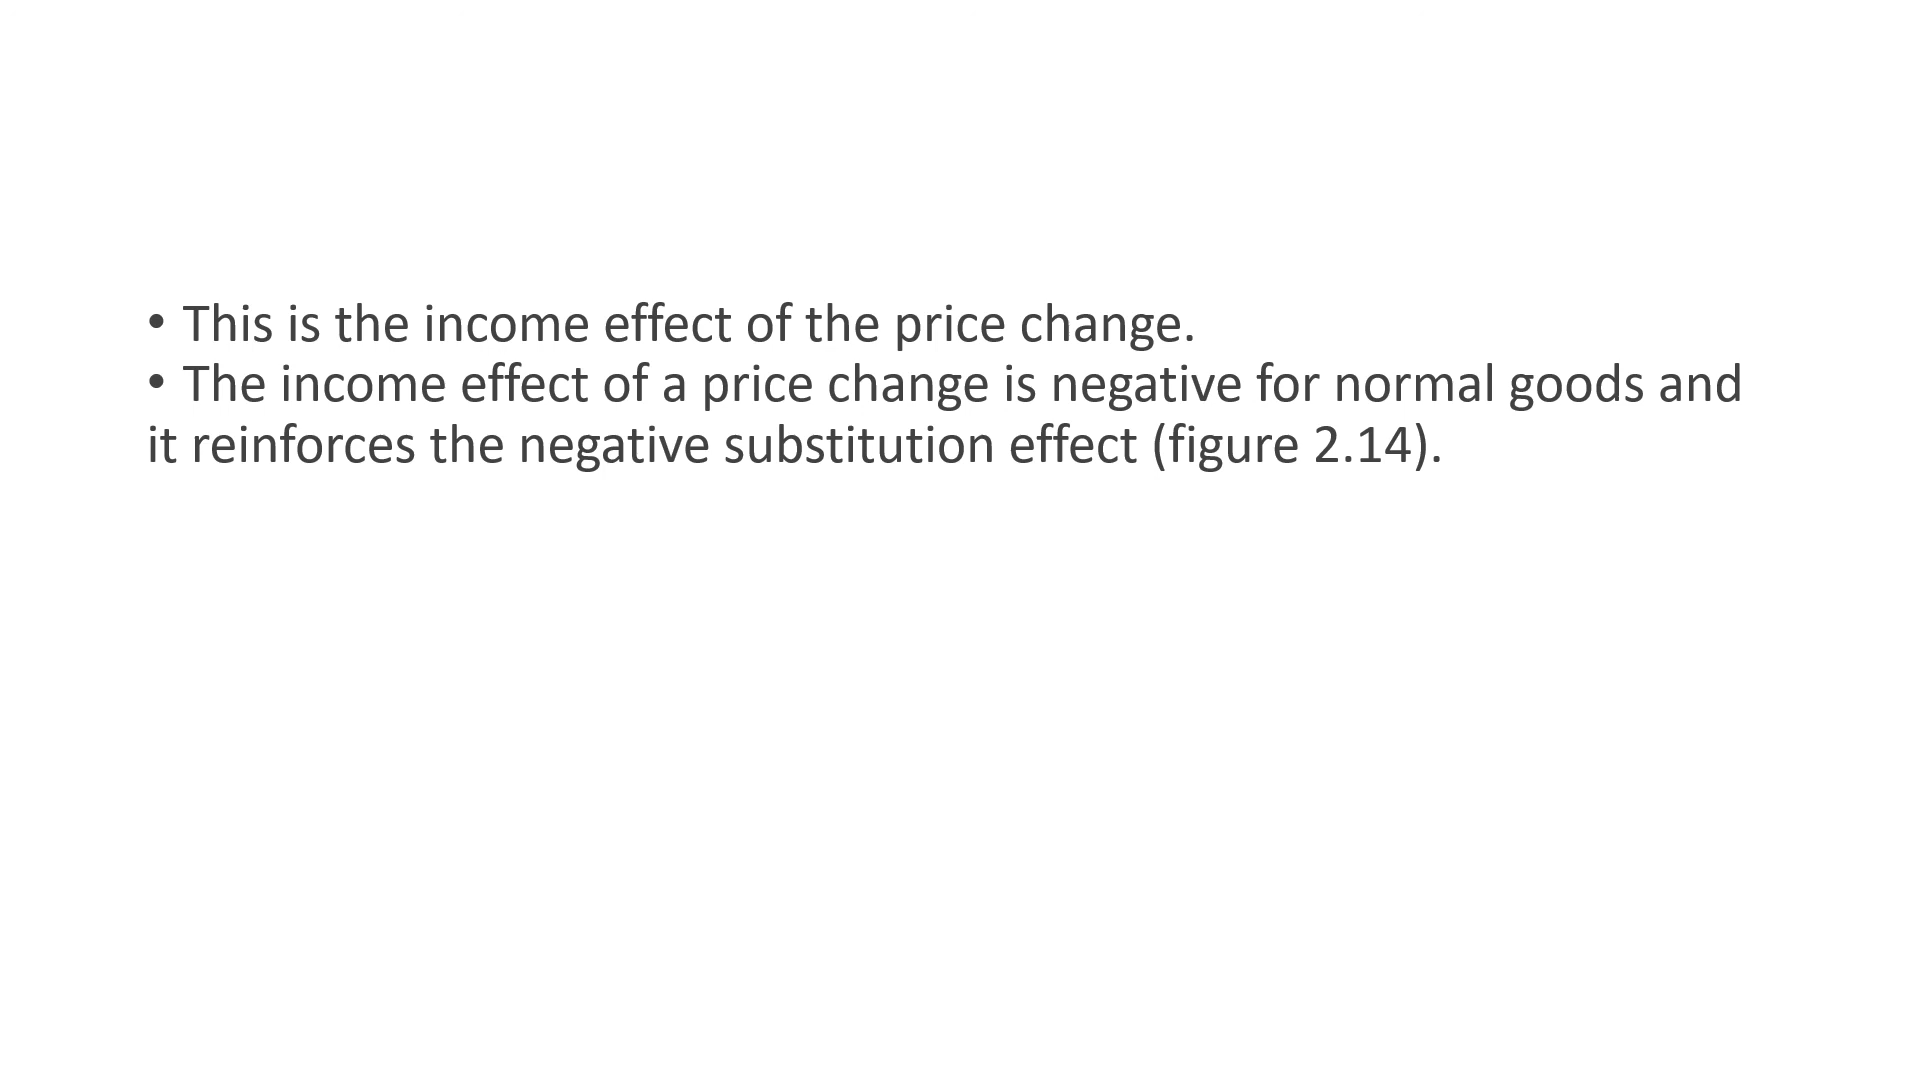 • This is the income effect of the price change.
• The income effect of a price change is negative for normal goods and
it reinforces the negative substitution effect (figure 2.14).